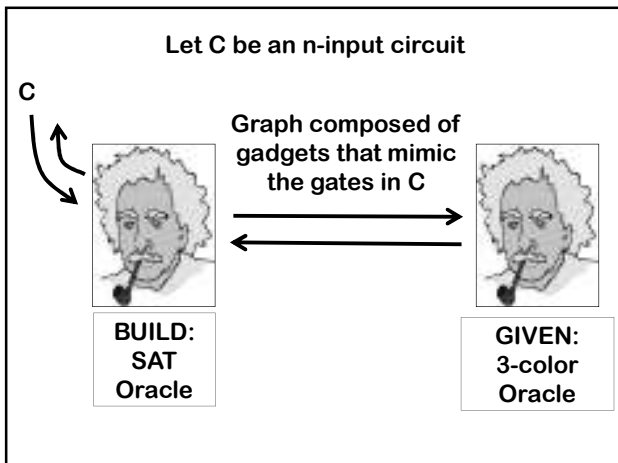 Let C be an n-input circuit
C
Graph composed of
gadgets that mimic
the gates in C
BUILD:
SAT
Oracle
GIVEN:
3-color
Oracle